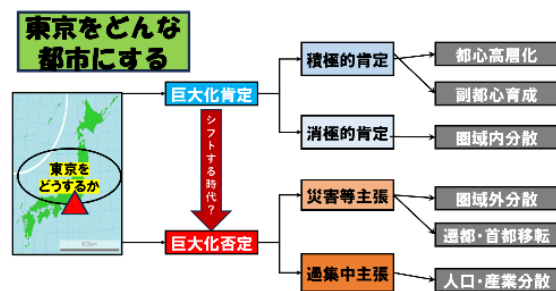 東京をどんな
都市にする
東京を
どうするか
巨大化肯定
シフトする時代？
巨大化否定
積極的肯定
消極的肯定
災害等主張
過集中主張
都心高層化
副都心育成
圏域内分散
圏域外分散
遷都・首都移転
人口・産業分散